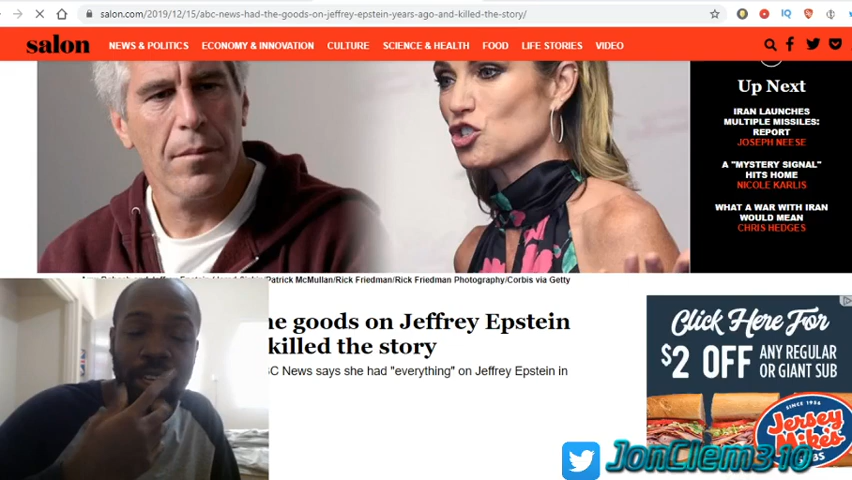 salon.com/2019/12/15/abc-news-had-the-goods-on-jeffrey-epstein-years-ago-and-killed-the-story/
IQ
salon
NEWS & POLITICS ECONOMY & INNOVATION CULTURE SCIENCE & HEALTH FOOD LIFE STORIES VIDEO
Up Next
IRAN LAUNCHES
MULTIPLE MISSILES:
REPORT
JOSEPH NEESE
A "MYSTERY SIGNAL"
HITS HOME
NICOLE KARLIS
WHAT A WAR WITH IRAN
WOULD MEAN
CHRIS HEDGES
Patrick McMullan/Rick Friedman/Rick Friedman Photography/Corbis via Getty
he goods on Jeffrey Epstein
killed the story
C News says she had "everything" on Jeffrey Epstein in
Click Here For
$2 OFF ANY REGULAR
OR GIANT SUB
SINCE 1956
Jersey
Mike's
JonClem310